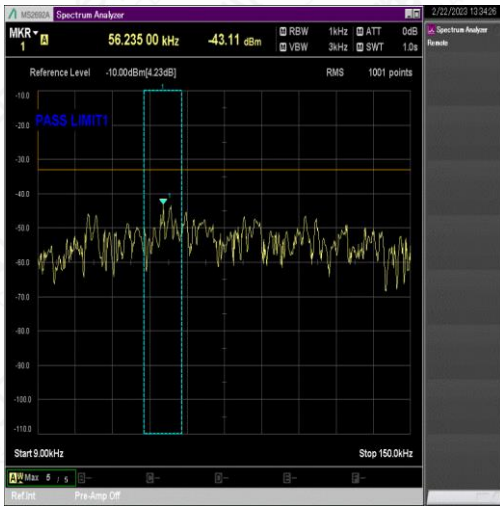 MS2692A Spectrum Analyzer
2/22/2023 13:34:26
MKR 1 A 56.235 00 kHz -43.11 dBm
M RBW 1kHz M ATT 0dB
M VBW 3kHz M SWT 1.0s
Spectrum Analyzer
Remote
Reference Level -10.00dBm[4.23dB] RMS 1001 points
1
-10.0
PASS LIMIT1
-20.0
-30.0
-40.0
1
-50.0
-60.0
-70.0
-80.0
-90.0
-100.0
-110.0
Start 9.00kHz Stop 150.0kHz
A W Max 5 / 5
Ref.Int Pre-Amp Off